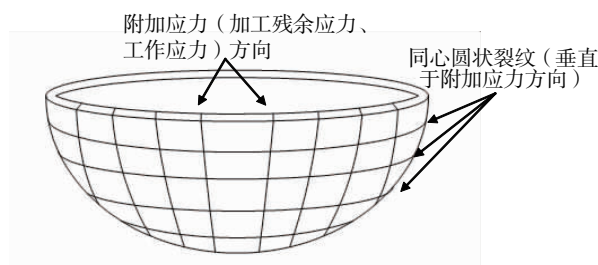 附加应力（加工残余应力、
工作应力）方向
同心圆状裂纹（垂直
于附加应力方向）